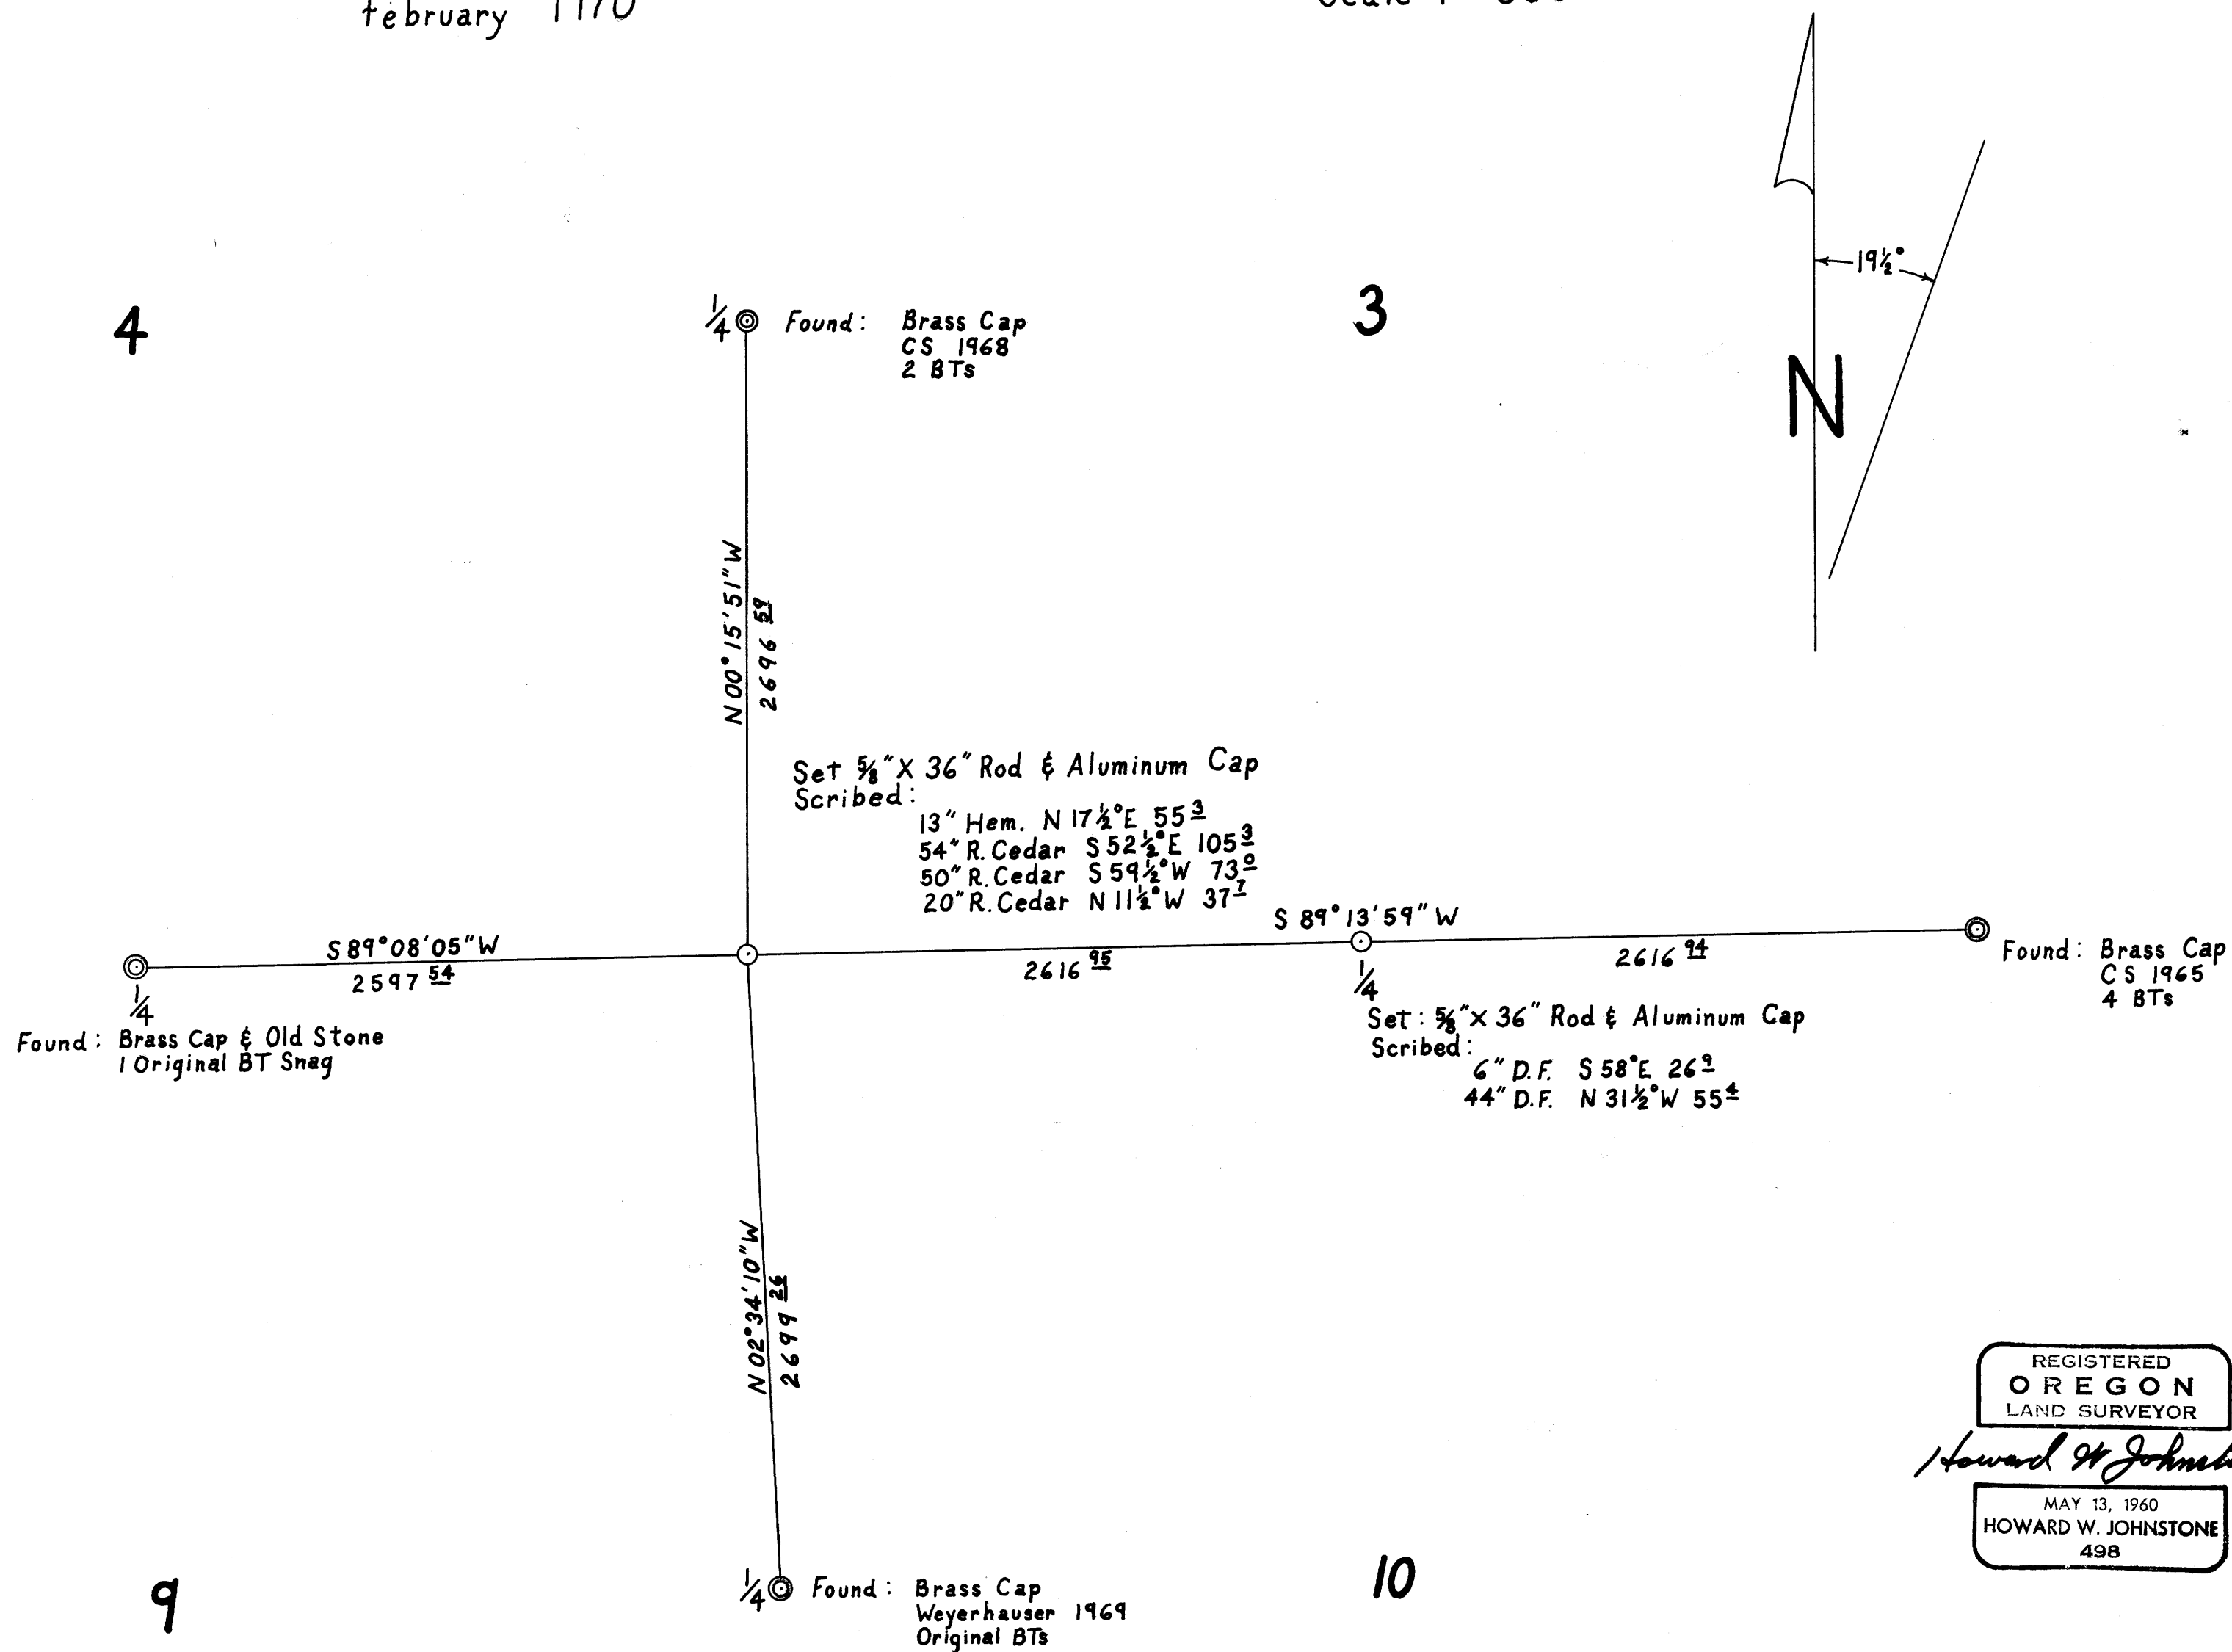 February 1970
Scale 1
19½°
4
1/4
Found: Brass Cap
CS 1968
2 BTs
3
N
N 00°15'51"W
2696 59
Set 5/8" X 36" Rod & Aluminum Cap
Scribed:
13" Hem. N 17½°E 55 3
54" R. Cedar S 52½°E 105 3
50" R. Cedar S 59½°W 73 0
20" R. Cedar N 11½°W 37 7
S 89°08'05"W
2597 54
1/4
Found: Brass Cap & Old Stone
1 Original BT Snag
S 89°13'59"W
2616 95
2616 94
1/4
Set: 5/8" X 36" Rod & Aluminum Cap
Scribed:
6" D.F. S 58°E 26 9
44" D.F. N 31½°W 55 4
Found: Brass Cap
CS 1965
4 BTs
N 02°34'10"W
2699 26
9
1/4
Found: Brass Cap
Weyerhauser 1969
Original BTs
10
REGISTERED
OREGON
LAND SURVEYOR
Howard W Johnst
MAY 13, 1960
HOWARD W. JOHNSTONE
498